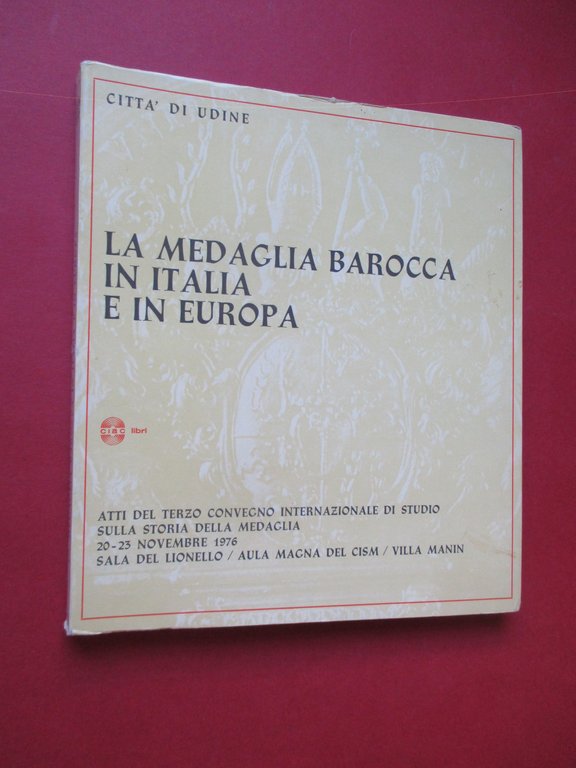 CITTA' DI UDINE
LA MEDAGLIA BAROCCA
IN ITALIA
E IN EUROPA
CIBC libri
ATTI DEL TERZO CONVEGNO INTERNAZIONALE DI STUDIO
SULLA STORIA DELLA MEDAGLIA
20-23 NOVEMBRE 1976
SALA DEL LIONELLO / AULA MAGNA DEL CISM / VILLA MANIN